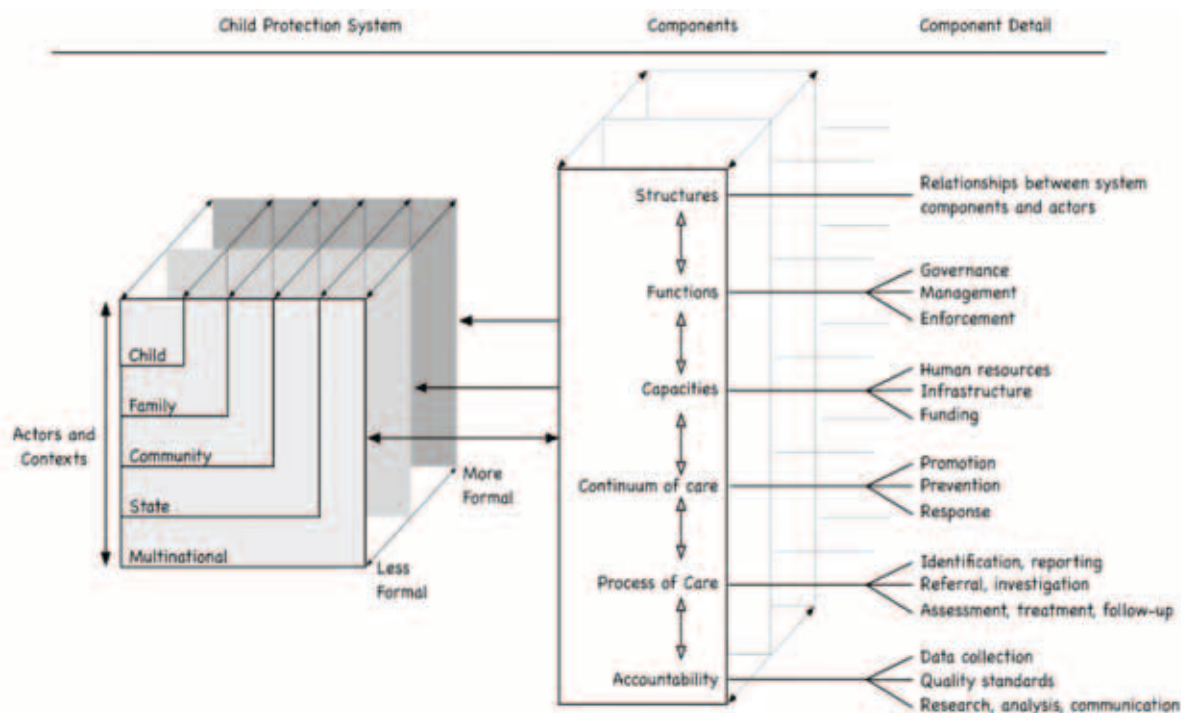 Child Protection System
Components
Component Detail
Actors and
Contexts
Child
Family
Community
State
Multinational
More
Formal
Less
Formal
Structures
Functions
Capacities
Continuum of care
Process of Care
Accountability
Relationships between system
components and actors
Governance
Management
Enforcement
Human resources
Infrastructure
Funding
Promotion
Prevention
Response
Identification, reporting
Referral, investigation
Assessment, treatment, follow-up
Data collection
Quality standards
Research, analysis, communication